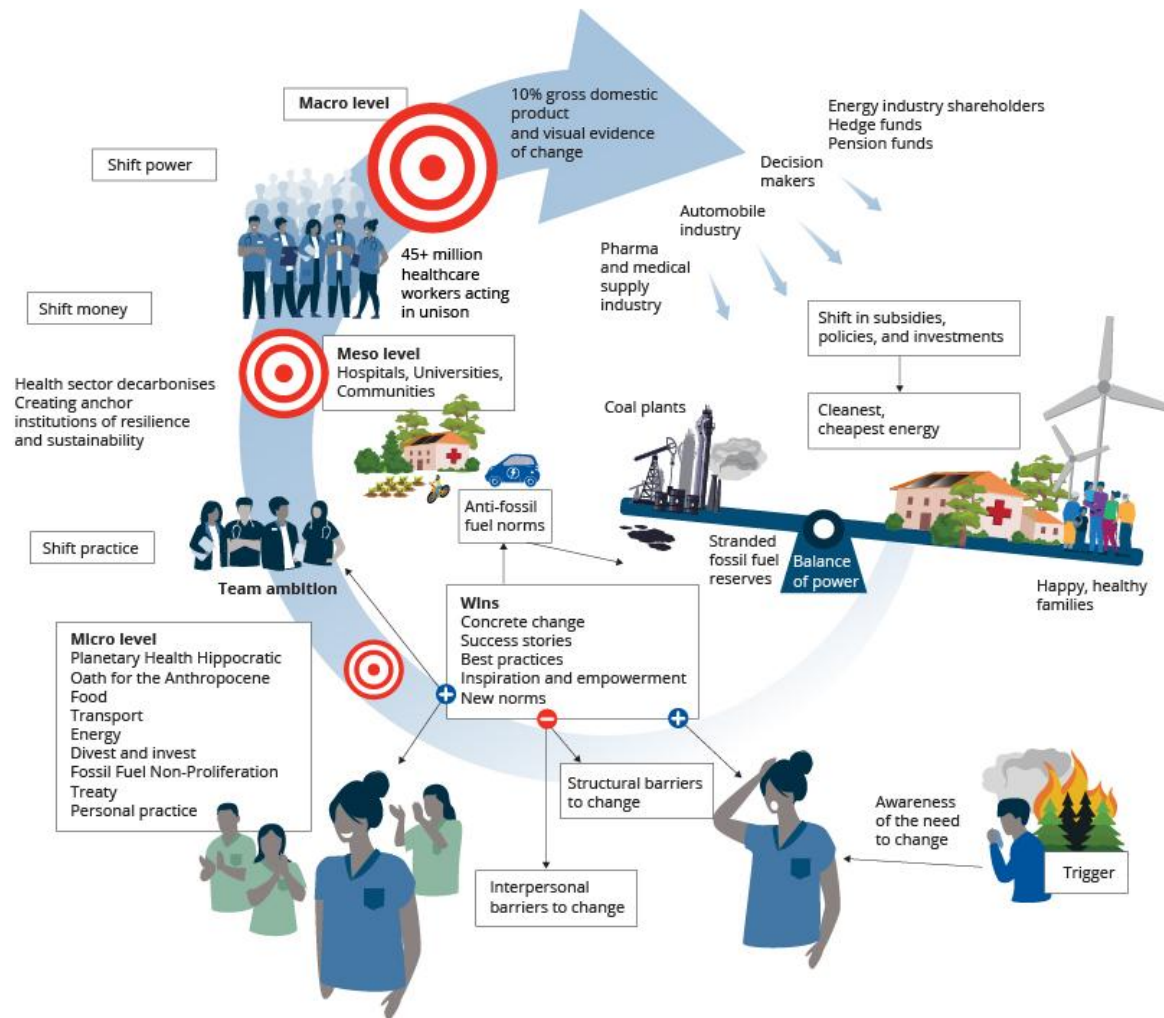 Macro level
10% gross domestic
product
and visual evidence
of change
Energy industry shareholders
Hedge funds
Pension funds
Decision
makers
Shift power
Automobile
industry
Pharma
and medical
supply
industry
45+ million
healthcare
workers acting
in unison
Shift money
Shift in subsidies,
policies, and investments
Meso level
Hospitals, Universities,
Communities
Health sector decarbonises
Creating anchor
institutions of resilience
and sustainability
Coal plants
Cleanest,
cheapest energy
Anti-fossil
fuel norms
Shift practice
Stranded
fossil fuel
reserves
Balance
of power
Happy, healthy
families
Team ambition
WIns
Concrete change
Success stories
Best practices
Inspiration and empowerment
New norms
MIcro level
Planetary Health Hippocratic
Oath for the Anthropocene
Food
Transport
Energy
Divest and invest
Fossil Fuel Non-Proliferation
Treaty
Personal practice
Structural barriers
to change
Awareness
of the need
to change
Trigger
Interpersonal
barriers to change